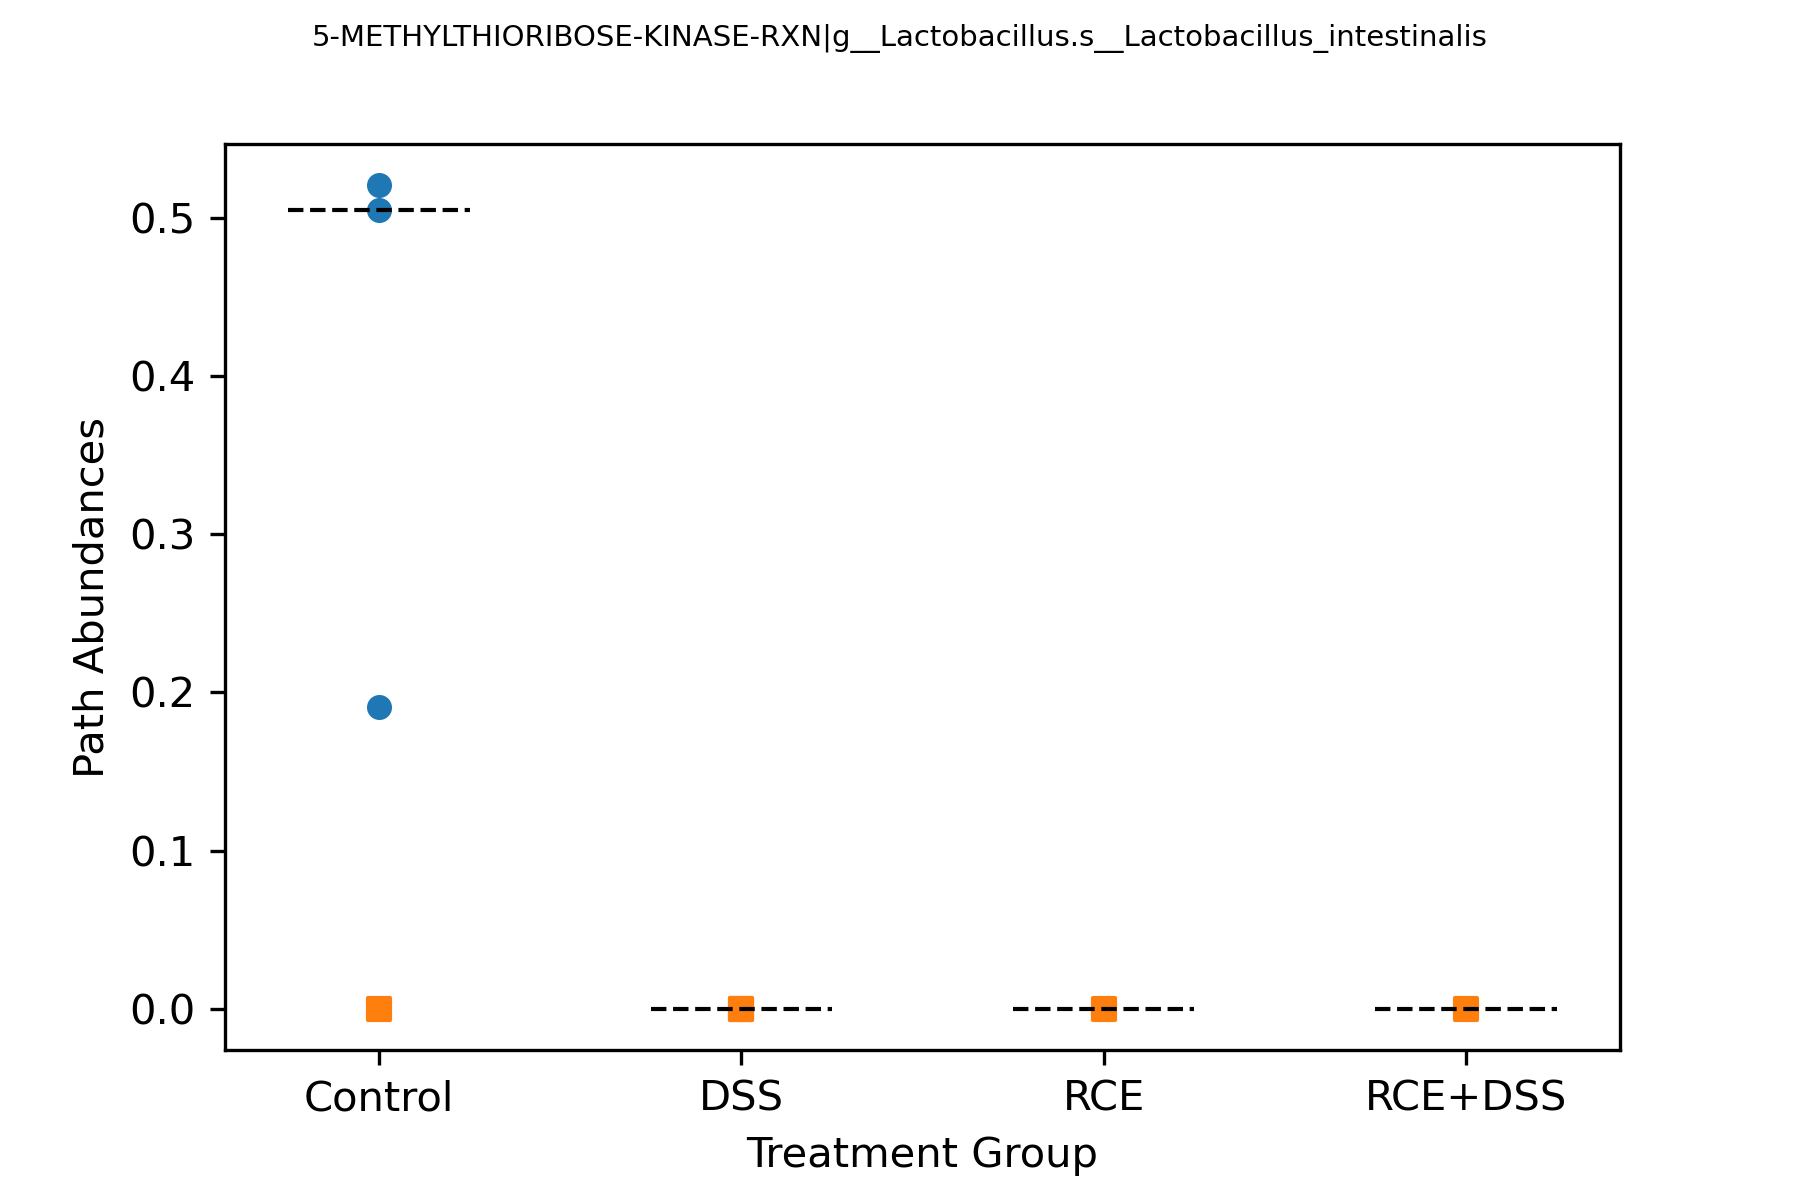 5-METHYLTHIORIBOSE-KINASE-RXN|g__Lactobacillus.s__Lactobacillus_intestinalis
0.5
0.4
0.3
0.2
0.1
0.0
Path Abundances
Control DSS RCE RCE+DSS
Treatment Group